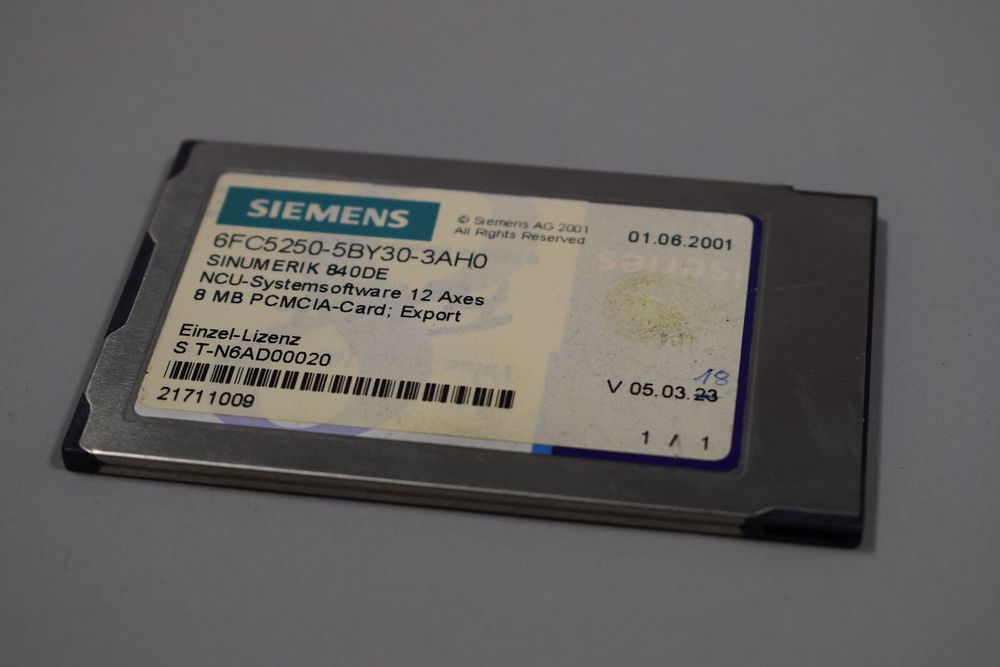 SIEMENS
© Siemens AG 2001
All Rights Reserved
01.06.2001
6FC5250-5BY30-3AH0
SINUMERIK 840DE
NCU-Systemsoftware 12 Axes
8 MB PCMCIA-Card; Export
Einzel-Lizenz
S T-N6AD00020
21711009
18
V 05.03.23
1 / 1